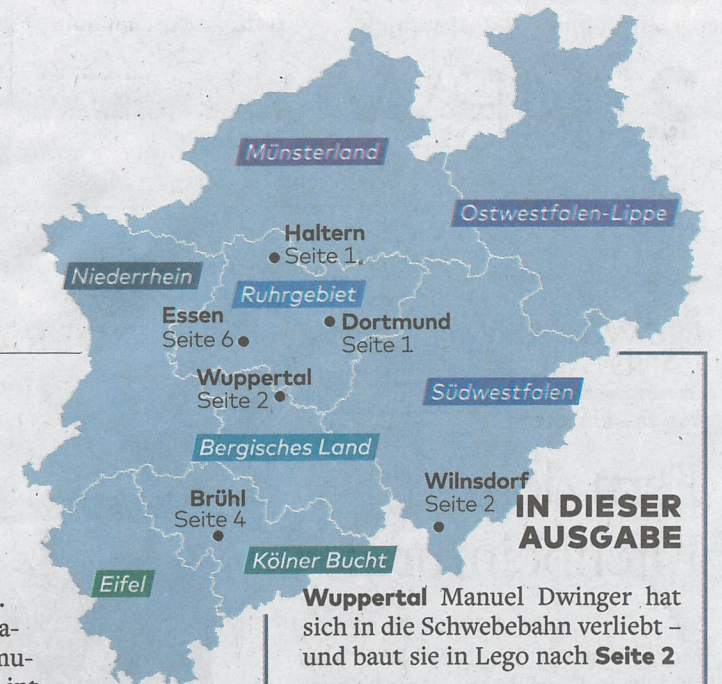 Münsterland
Ostwestfalen-Lippe
Haltern
Seite 1
Niederrhein
Ruhrgebiet
Essen
Seite 6
Dortmund
Seite 1
Wuppertal
Seite 2
Südwestfalen
Bergisches Land
Wilnsdorf
Seite 2
Brühl
Seite 4
IN DIESER
AUSGABE
Kölner Bucht
Eifel
Wuppertal Manuel Dwinger hat
sich in die Schwebebahn verliebt –
und baut sie in Lego nach Seite 2